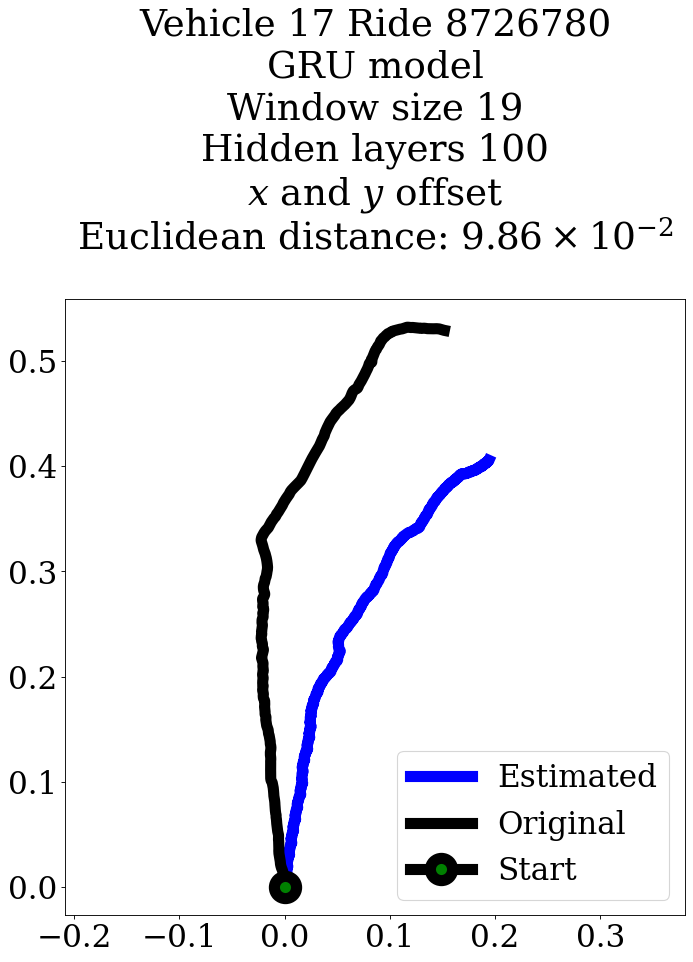 Vehicle 17 Ride 8726780
GRU model
Window size 19
Hidden layers 100
x and y offset
Euclidean distance: 9.86 × 10⁻²
0.5
0.4
0.3
0.2
0.1
0.0
−0.2 −0.1 0.0 0.1 0.2 0.3
Estimated
Original
Start